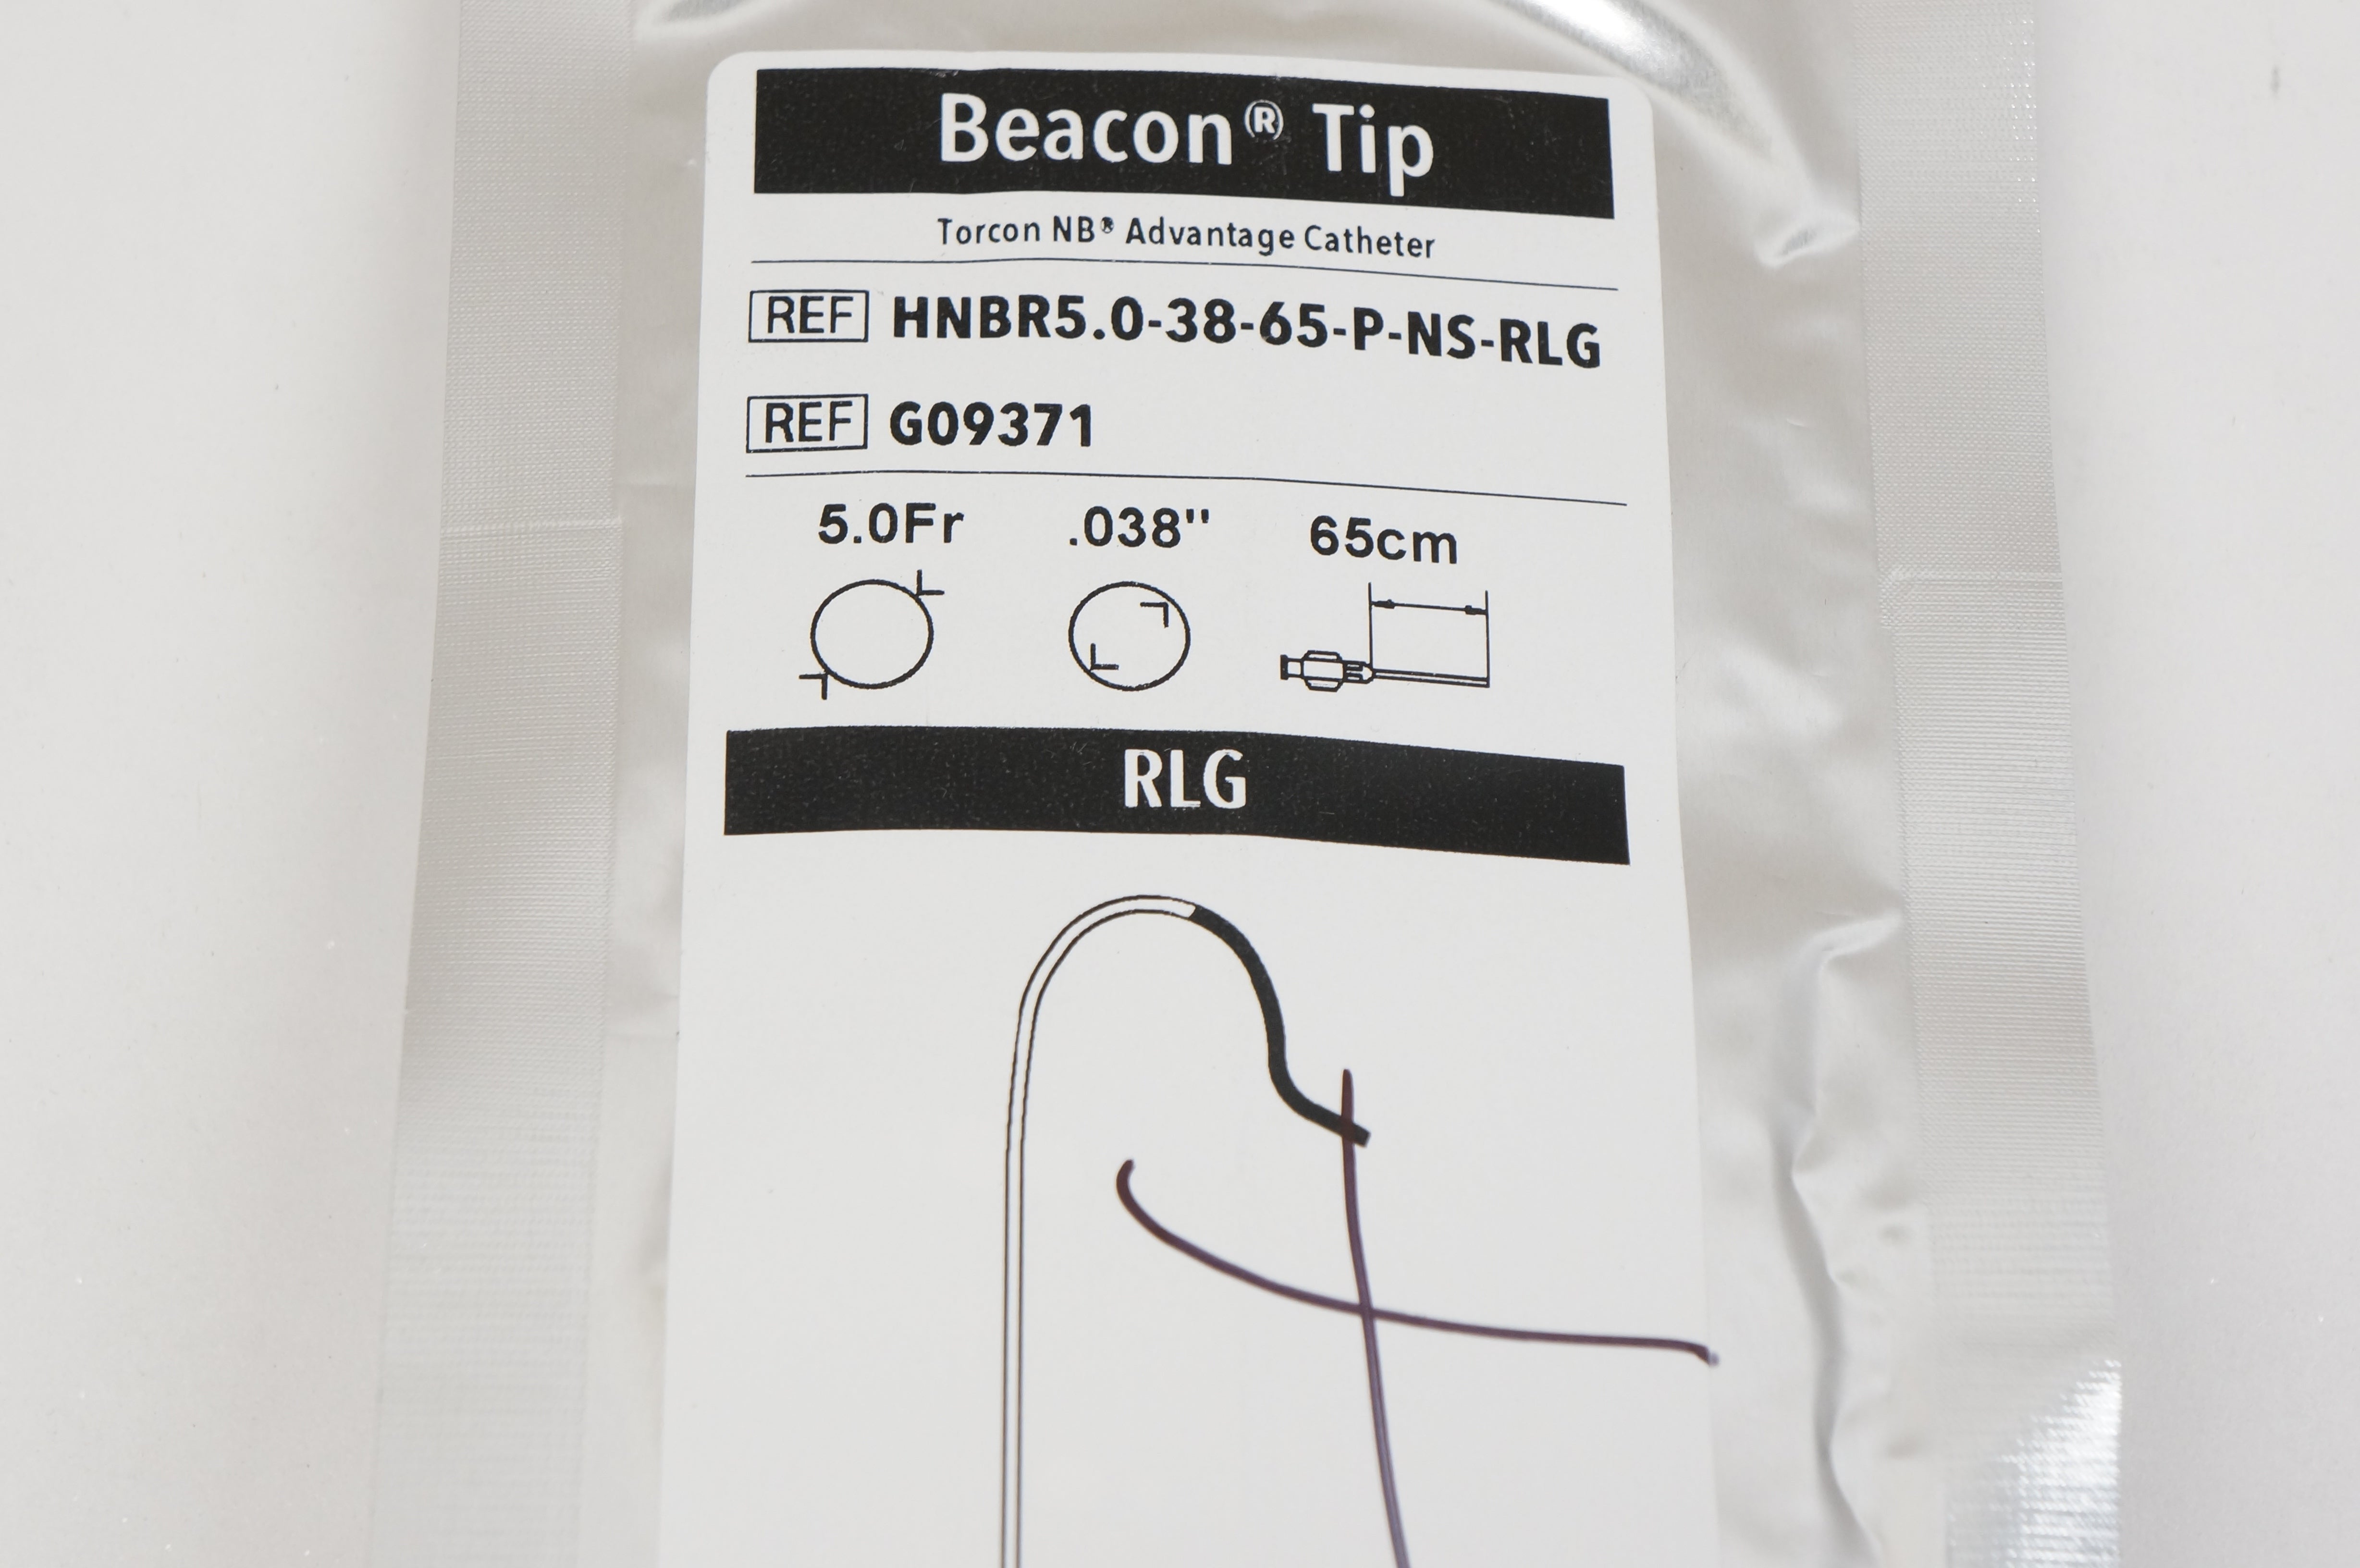 Beacon® Tip
Torcon NB® Advantage Catheter
REF HNBR5.0-38-65-P-NS-RLG
REF G09371
5.0Fr .038" 65cm
RLG